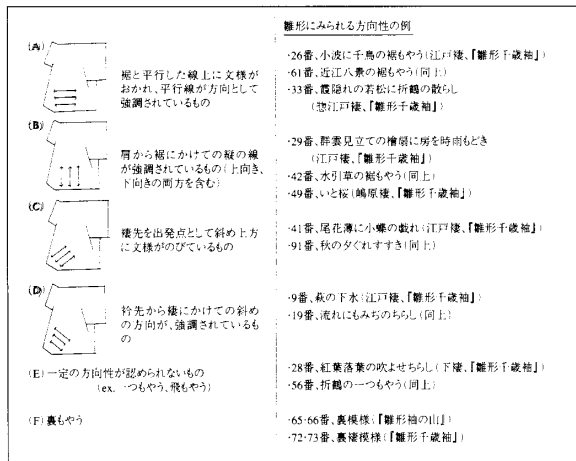 雛形にみられる方向性の例
(A)
裾と平行した線上に文様が
おかれ、平行線が方向として
強調されているもの
・26番、小波に千鳥の裾もやう（江戸褄、『雛形千歳袖』）
・61番、近江八景の裾もやう（同上）
・33番、霞隠れの若松に折鶴の散らし
（惣江戸褄、『雛形千歳袖』）
(B)
肩から裾にかけての縦の線
が強調されているもの（上向き、
下向きの両方を含む）
・29番、群雲見立ての檜扇に房を時雨もどき
（江戸褄、『雛形千歳袖』）
・42番、水引草の裾もやう（同上）
・49番、いと桜（嶋原褄、『雛形千歳袖』）
(C)
褄先を出発点として斜め上方
に文様がのびているもの
・41番、尾花薄に小蝶の戯れ（江戸褄、『雛形千歳袖』）
・91番、秋の夕ぐれすすき（同上）
(D)
衿先から褄にかけての斜め
の方向が、強調されているも
の
・9番、萩の下水（江戸褄、『雛形千歳袖』）
・19番、流れにもみぢのちらし（同上）
(E) 一定の方向性が認められないもの
(ex. 一つもやう、飛もやう)
・28番、紅葉落葉の吹よせちらし（下褄、『雛形千歳袖』）
・56番、折鶴の一つもやう（同上）
(F) 裏もやう
・65・66番、裏模様（『雛形袖の山』）
・72・73番、裏褄模様（『雛形千歳袖』）